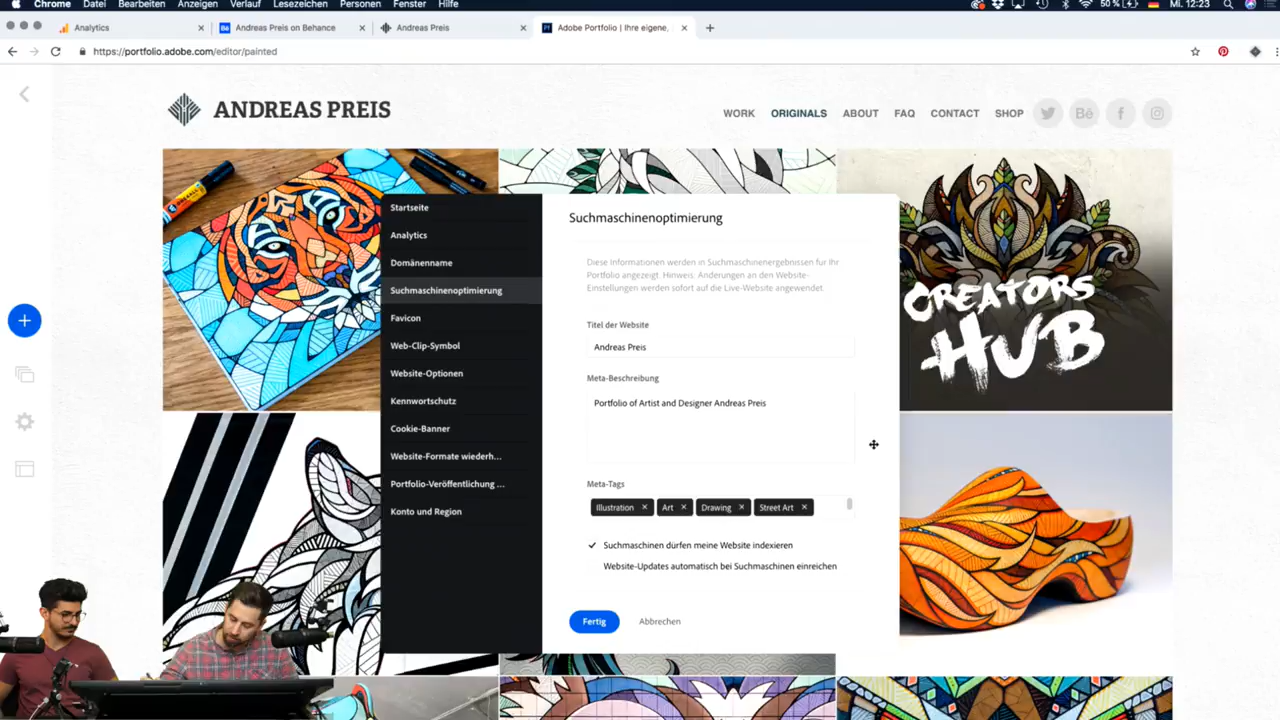 Chrome Datei Bearbeiten Anzeigen Verlauf Lesezeichen Personen Fenster Hilfe 50 % Mi. 12:23
Analytics Andreas Preis on Behance Andreas Preis Adobe Portfolio | Ihre eigene,
https://portfolio.adobe.com/editor/painted
ANDREAS PREIS
WORK ORIGINALS ABOUT FAQ CONTACT SHOP
Startseite
Analytics
Domänenname
Suchmaschinenoptimierung
Favicon
Web-Clip-Symbol
Website-Optionen
Kennwortschutz
Cookie-Banner
Website-Formate wiederh...
Portfolio-Veröffentlichung ...
Konto und Region
Suchmaschinenoptimierung
Diese Informationen werden in Suchmaschinenergebnissen für Ihr
Portfolio angezeigt. Hinweis: Änderungen an den Website-
Einstellungen werden sofort auf die Live-Website angewendet.
Titel der Website
Andreas Preis
Meta-Beschreibung
Portfolio of Artist and Designer Andreas Preis
Meta-Tags
Illustration Art Drawing Street Art
Suchmaschinen dürfen meine Website indexieren
Website-Updates automatisch bei Suchmaschinen einreichen
Fertig Abbrechen
CREATORS
HUB